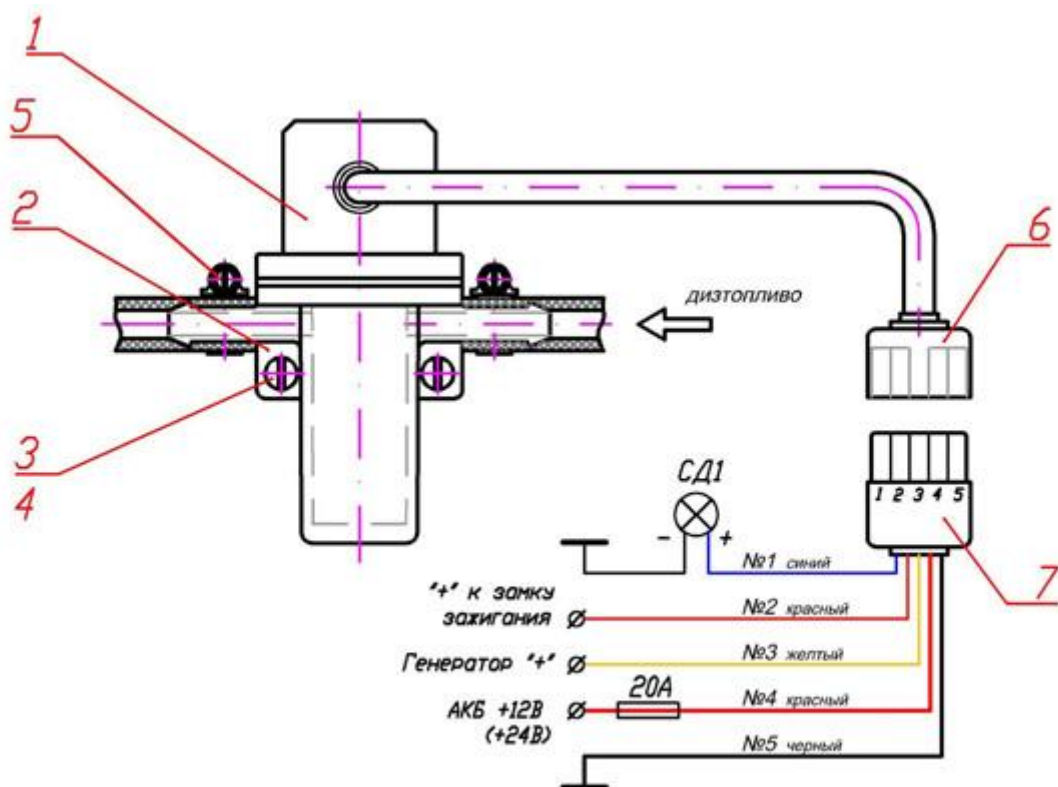 1
5
2
дизтопливо
6
3
4
СД1
1 2 3 4 5
- +
№1 синий
7
"+" к замку
зажигания
№2 красный
Генератор "+"
№3 желтый
20А
АКБ +12В
(+24В)
№4 красный
№5 черный